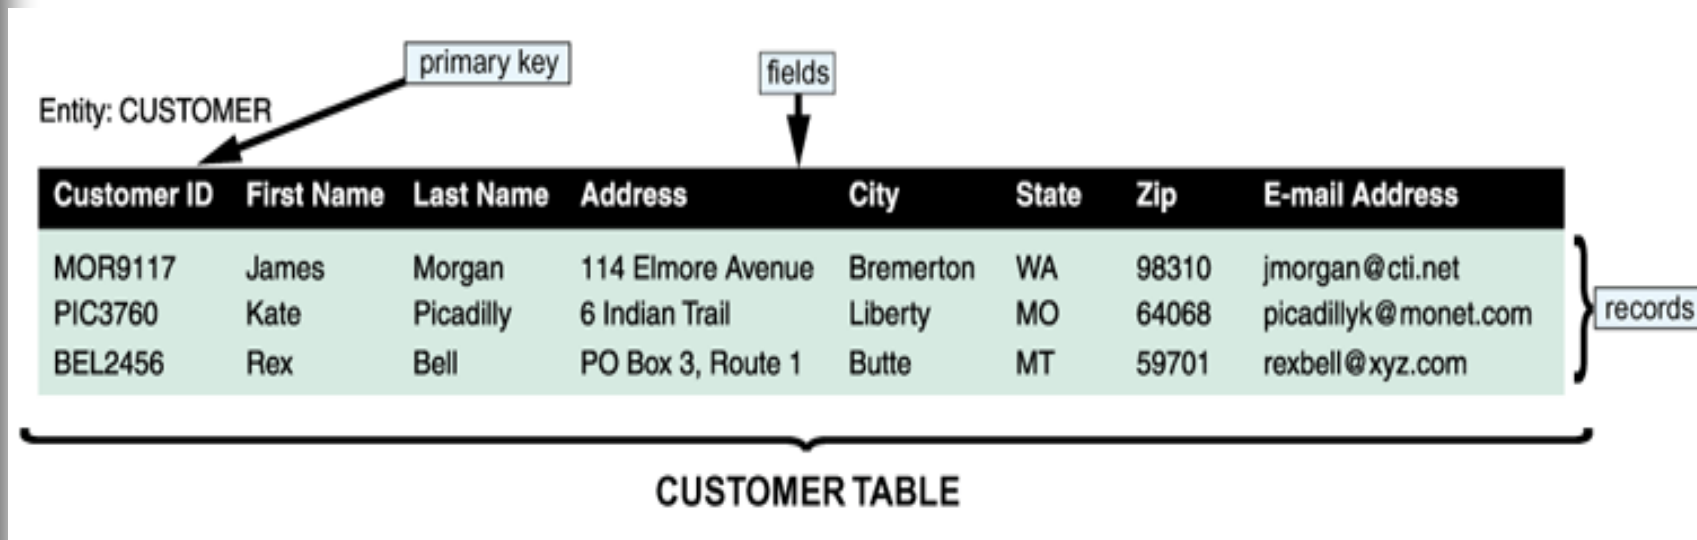 primary key
fields
Entity: CUSTOMER
Customer ID First Name Last Name Address City State Zip E-mail Address
MOR9117 James Morgan 114 Elmore Avenue Bremerton WA 98310 jmorgan@cti.net
PIC3760 Kate Picadilly 6 Indian Trail Liberty MO 64068 picadillyk@monet.com
records
BEL2456 Rex Bell PO Box 3, Route 1 Butte MT 59701 rexbell@xyz.com
CUSTOMER TABLE